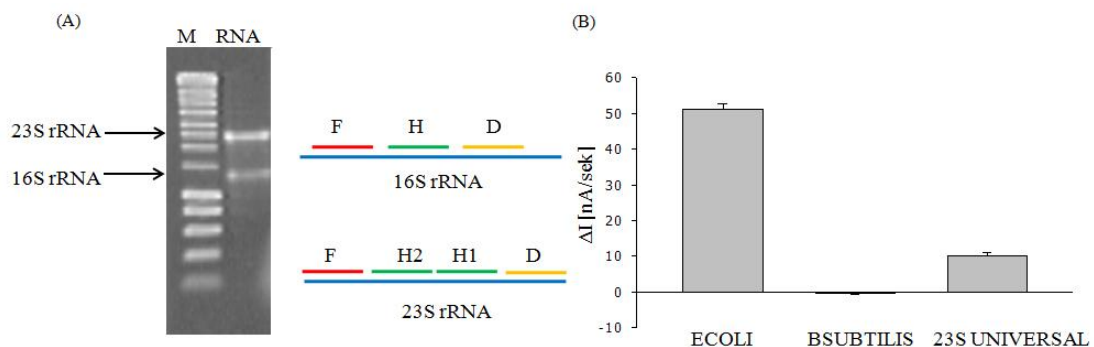 (A)
M RNA
23S rRNA
16S rRNA
F H D
16S rRNA
F H2 H1 D
23S rRNA
(B)
ΔI [nA/sek]
60
50
40
30
20
10
0
-10
ECOLI BSUBTILIS 23S UNIVERSAL